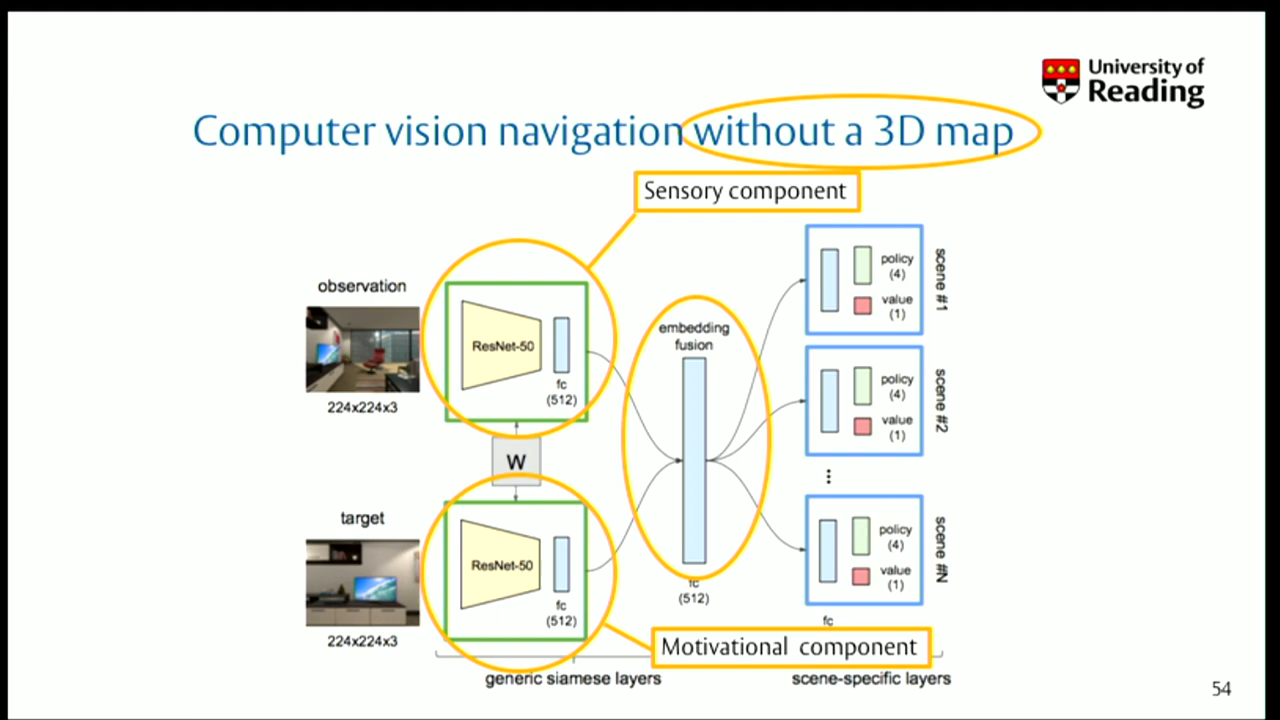 University of
Reading
Computer vision navigation without a 3D map
Sensory component
observation
224x224x3
ResNet-50
fc
(512)
W
target
224x224x3
ResNet-50
fc
(512)
embedding
fusion
fc
(512)
policy
(4)
value
(1)
scene #1
policy
(4)
value
(1)
scene #2
policy
(4)
value
(1)
scene #N
fc
Motivational component
generic siamese layers
scene-specific layers
54